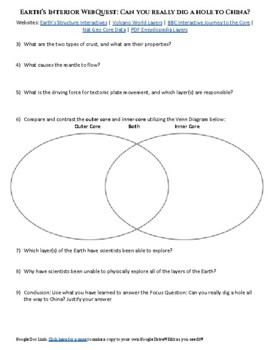 Earth's Interior WebQuest: Can you really dig a hole to China?
Websites: Earth's Structure Interactives | Volcano World Layers | BBC Interactive Journey to the Core |
Nat Geo Core Data | PDF Encyclopedia Layers
3) What are the two types of crust, and what are their properties?
4) What causes the mantle to flow?
5) What is the driving force for tectonic plate movement, and which layer(s) are responsible?
6) Compare and contrast the outer core and inner core utilizing the Venn Diagram below:
Outer Core Both Inner Core
7) Which layer(s) of the Earth have scientists been able to explore?
8) Why have scientists been unable to physically explore all of the layers of the Earth?
9) Conclusion: Use what you have learned to answer the Focus Question: Can you really dig a hole all
the way to China? Justify your answer
Google Doc Link: Click here for a copy to make a copy to your own Google Drive! Edit as you need!